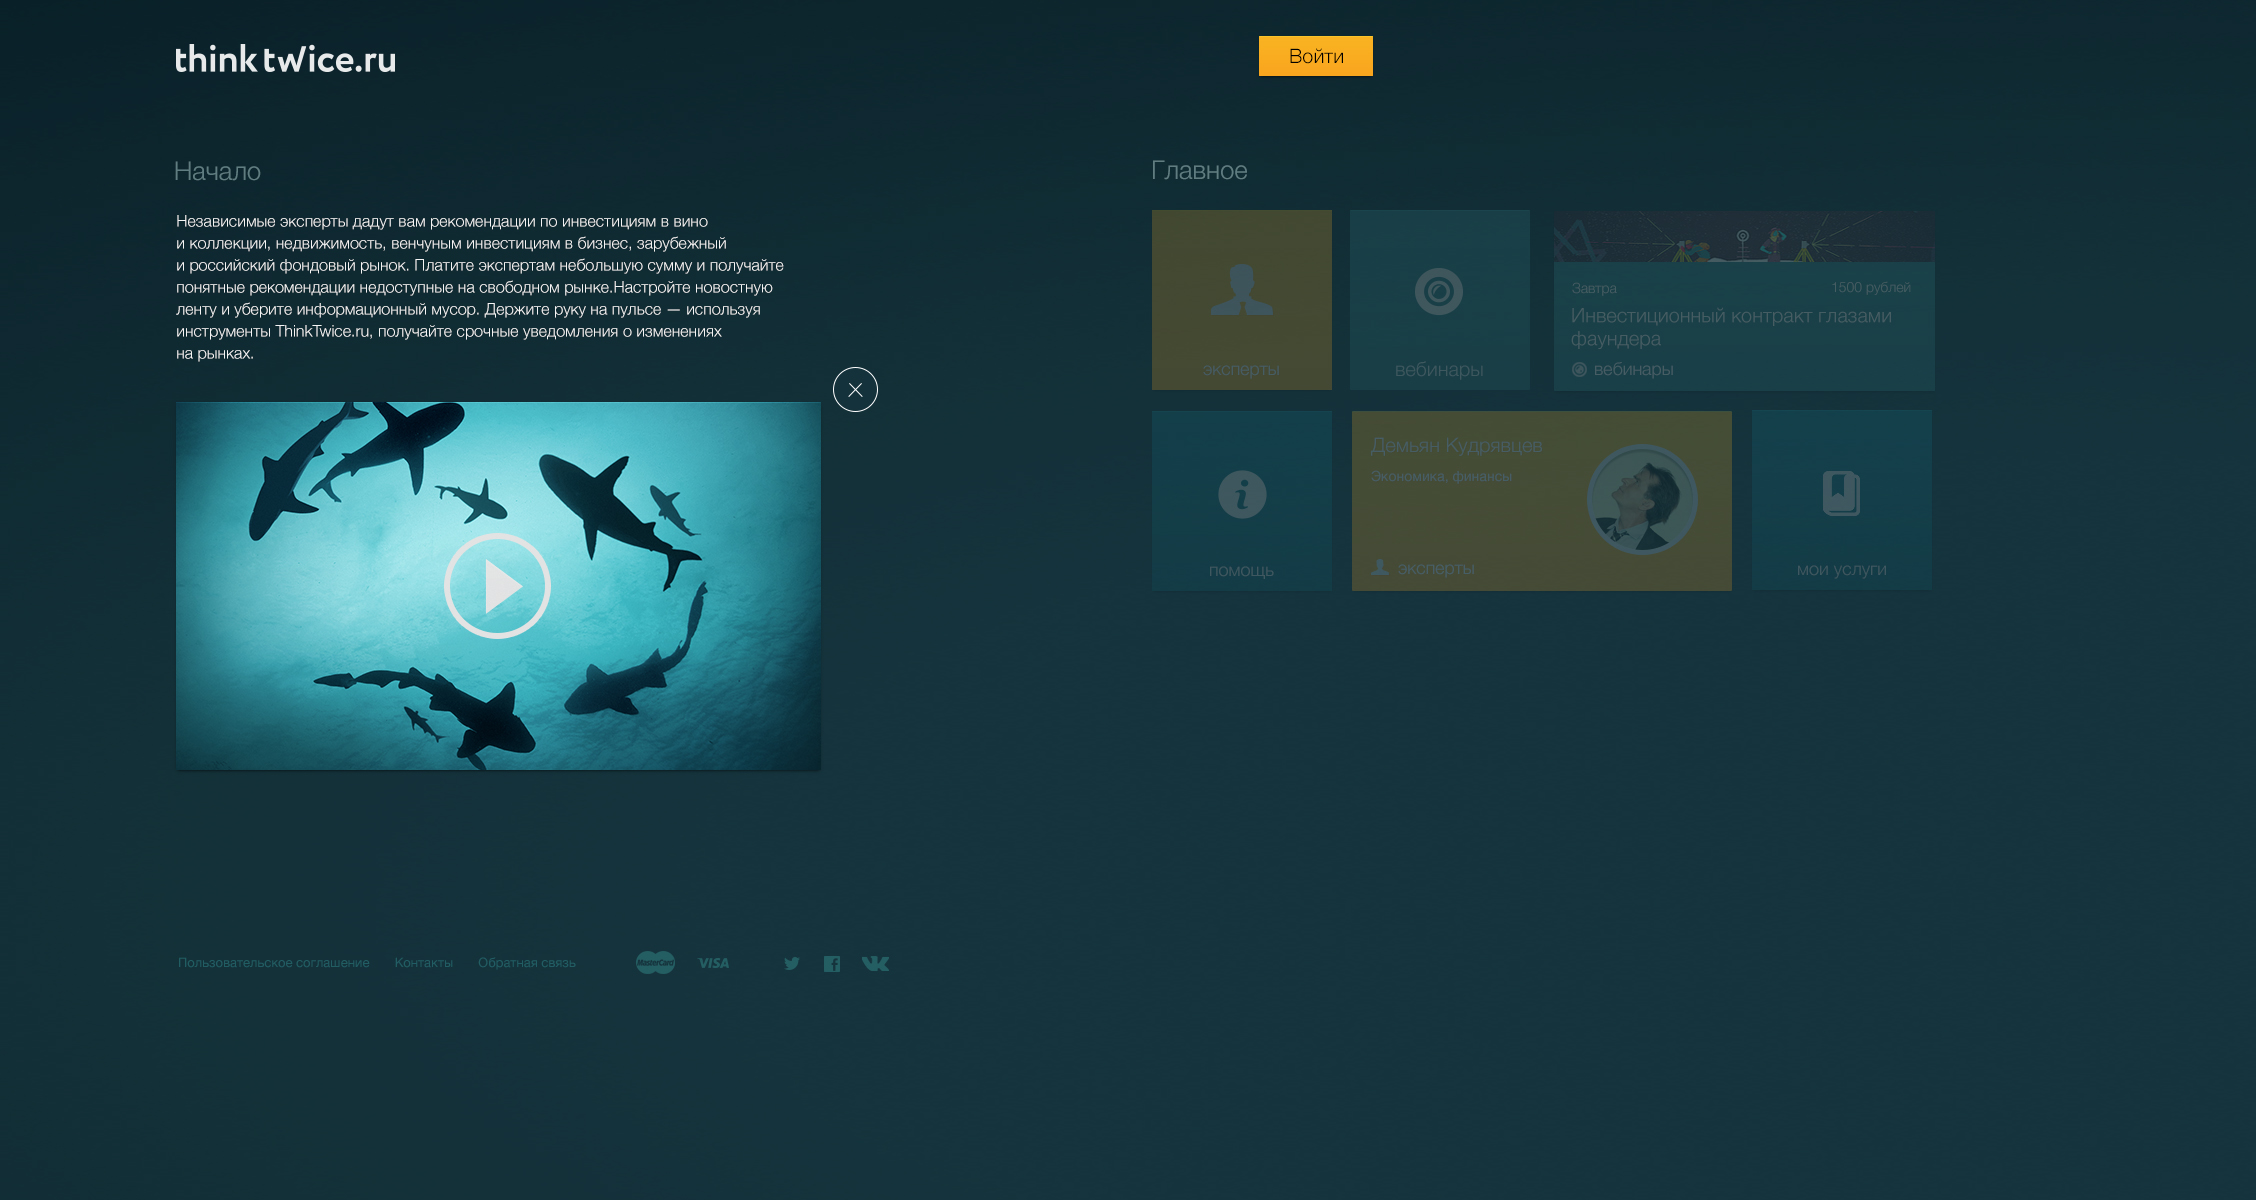 thinktwice.ru
Войти
Начало
Независимые эксперты дадут вам рекомендации по инвестициям в вино
и коллекции, недвижимость, венчуным инвестициям в бизнес, зарубежный
и российский фондовый рынок. Платите экспертам небольшую сумму и получайте
понятные рекомендации недоступные на свободном рынке.Настройте новостную
ленту и уберите информационный мусор. Держите руку на пульсе — используя
инструменты ThinkTwice.ru, получайте срочные уведомления о изменениях
на рынках.
Главное
эксперты
вебинары
Завтра
1500 рублей
Инвестиционный контракт глазами
фаундера
вебинары
помощь
Демьян Кудрявцев
Экономика, финансы
эксперты
мои услуги
Пользовательское соглашение
Контакты
Обратная связь
MasterCard
VISA